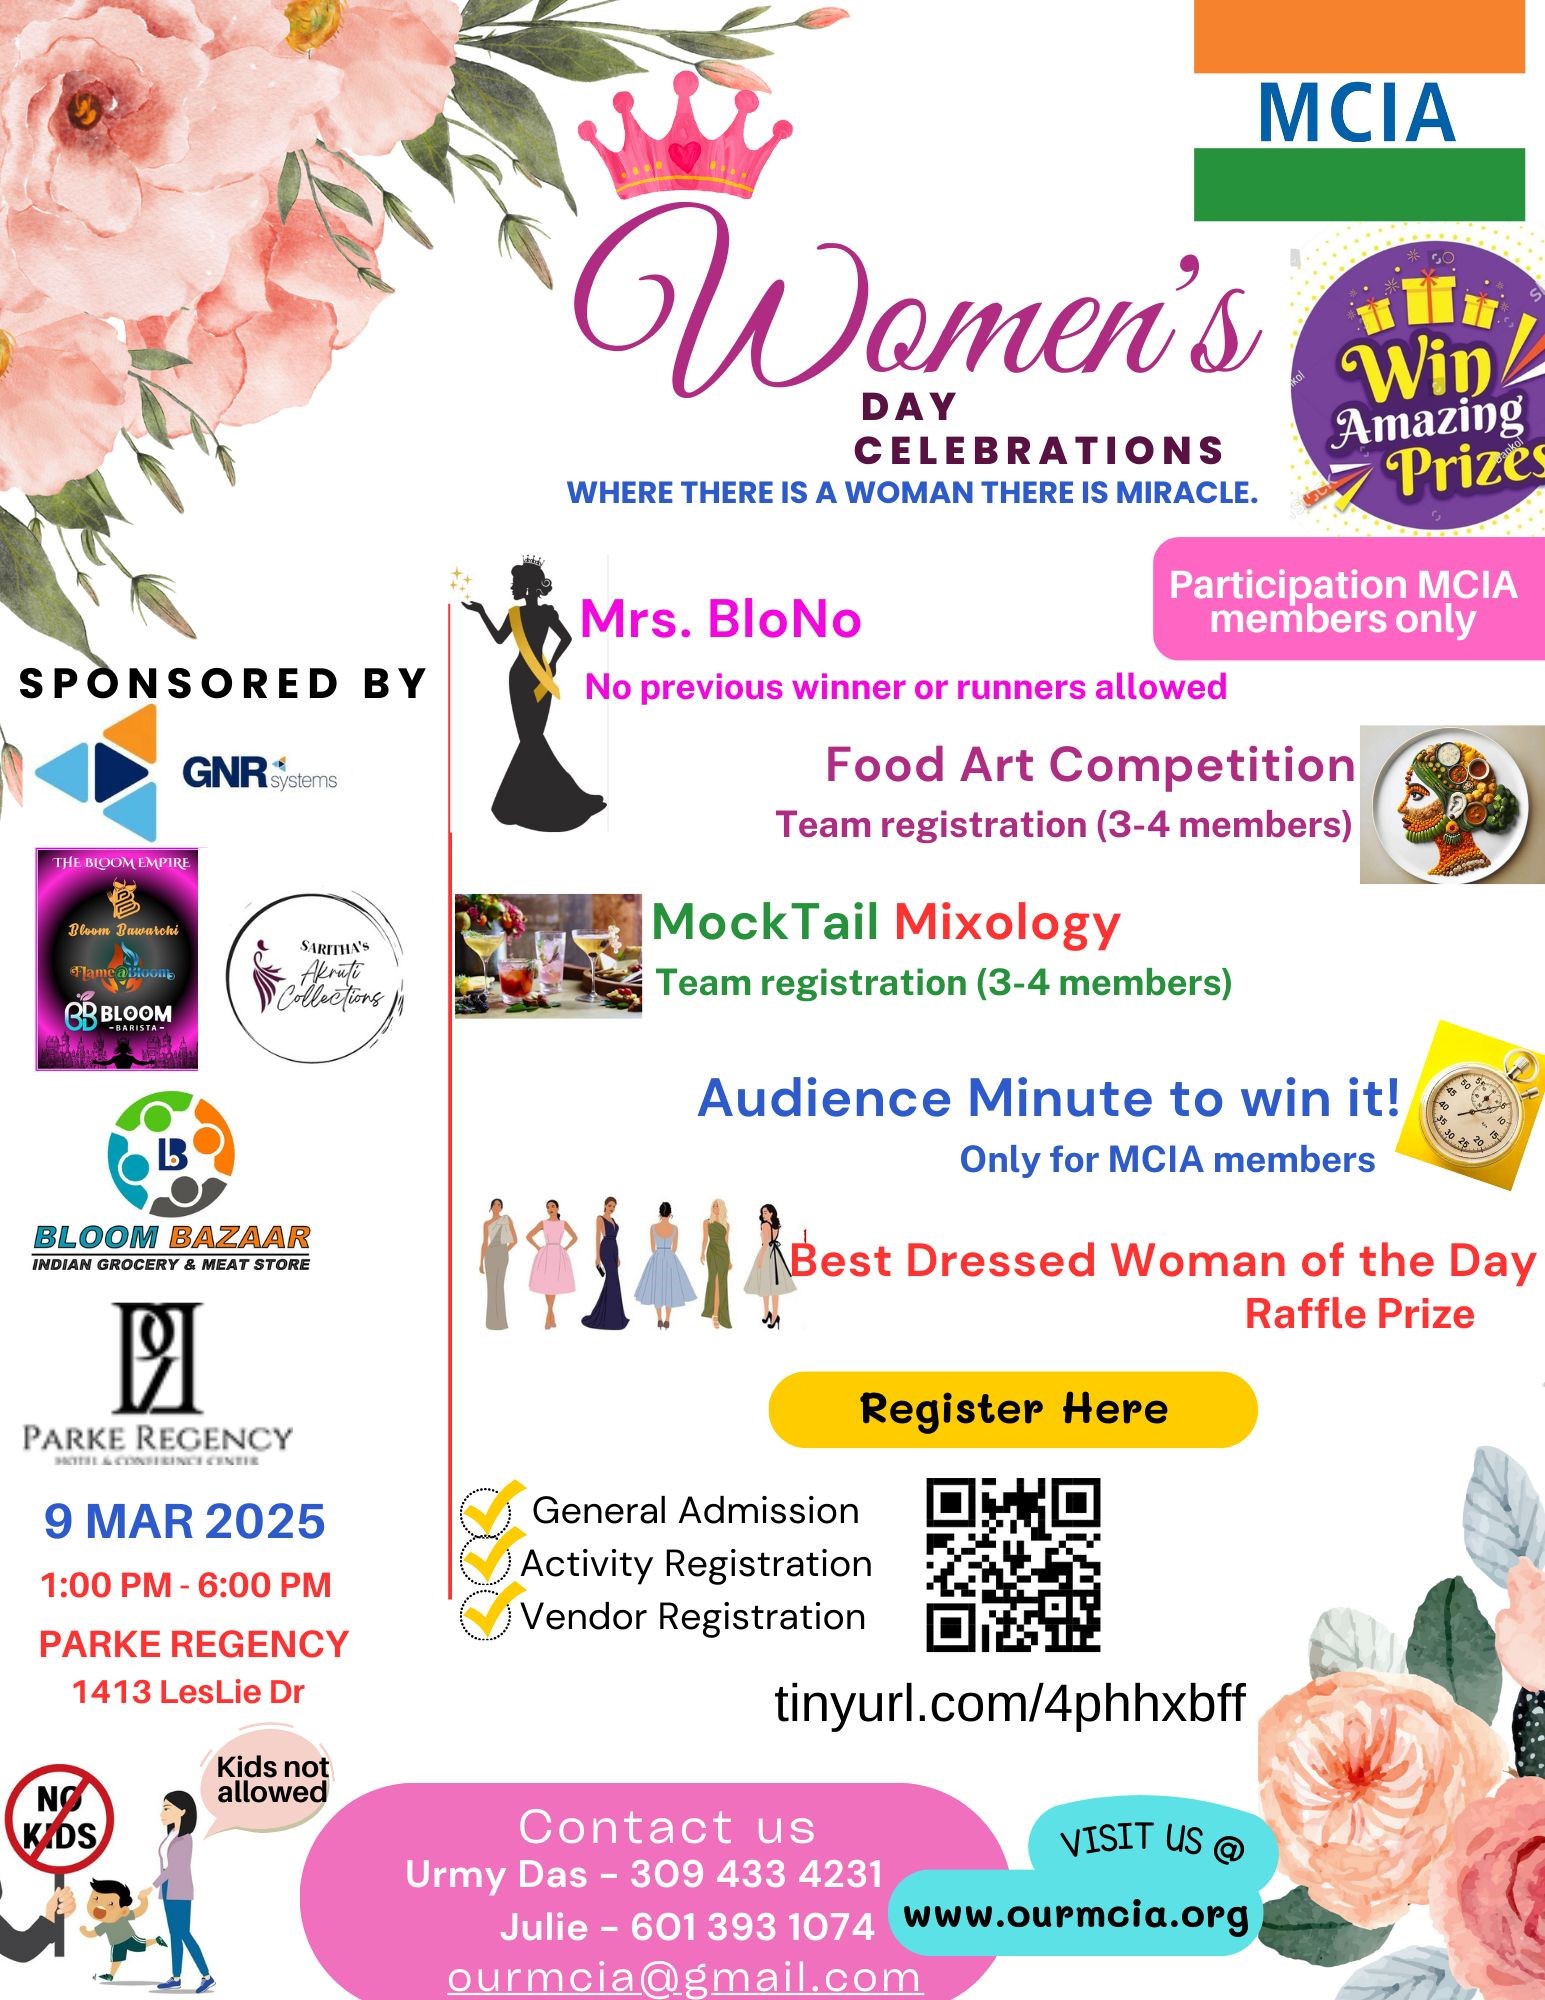 MCIA
Women's
DAY
CELEBRATIONS
WHERE THERE IS A WOMAN THERE IS MIRACLE.
Win
Amazing
Prizes
Participation MCIA
members only
Mrs. BloNo
No previous winner or runners allowed
Food Art Competition
Team registration (3-4 members)
MockTail Mixology
Team registration (3-4 members)
Audience Minute to win it!
Only for MCIA members
Best Dressed Woman of the Day
Raffle Prize
SPONSORED BY
GNR systems
THE BLOOM EMPIRE
Bloom Bawarchi
Flame@Bloom
BLOOM
- BARISTA -
SARITHA's
Akruti
Collections
BLOOM BAZAAR
INDIAN GROCERY & MEAT STORE
PARKE REGENCY
HOTEL & CONFERENCE CENTER
9 MAR 2025
1:00 PM - 6:00 PM
PARKE REGENCY
1413 LesLie Dr
Register Here
General Admission
Activity Registration
Vendor Registration
tinyurl.com/4phhxbff
Kids not
allowed
NO
KIDS
Contact us
Urmy Das - 309 433 4231
Julie - 601 393 1074
ourmcia@gmail.com
VISIT US @
www.ourmcia.org